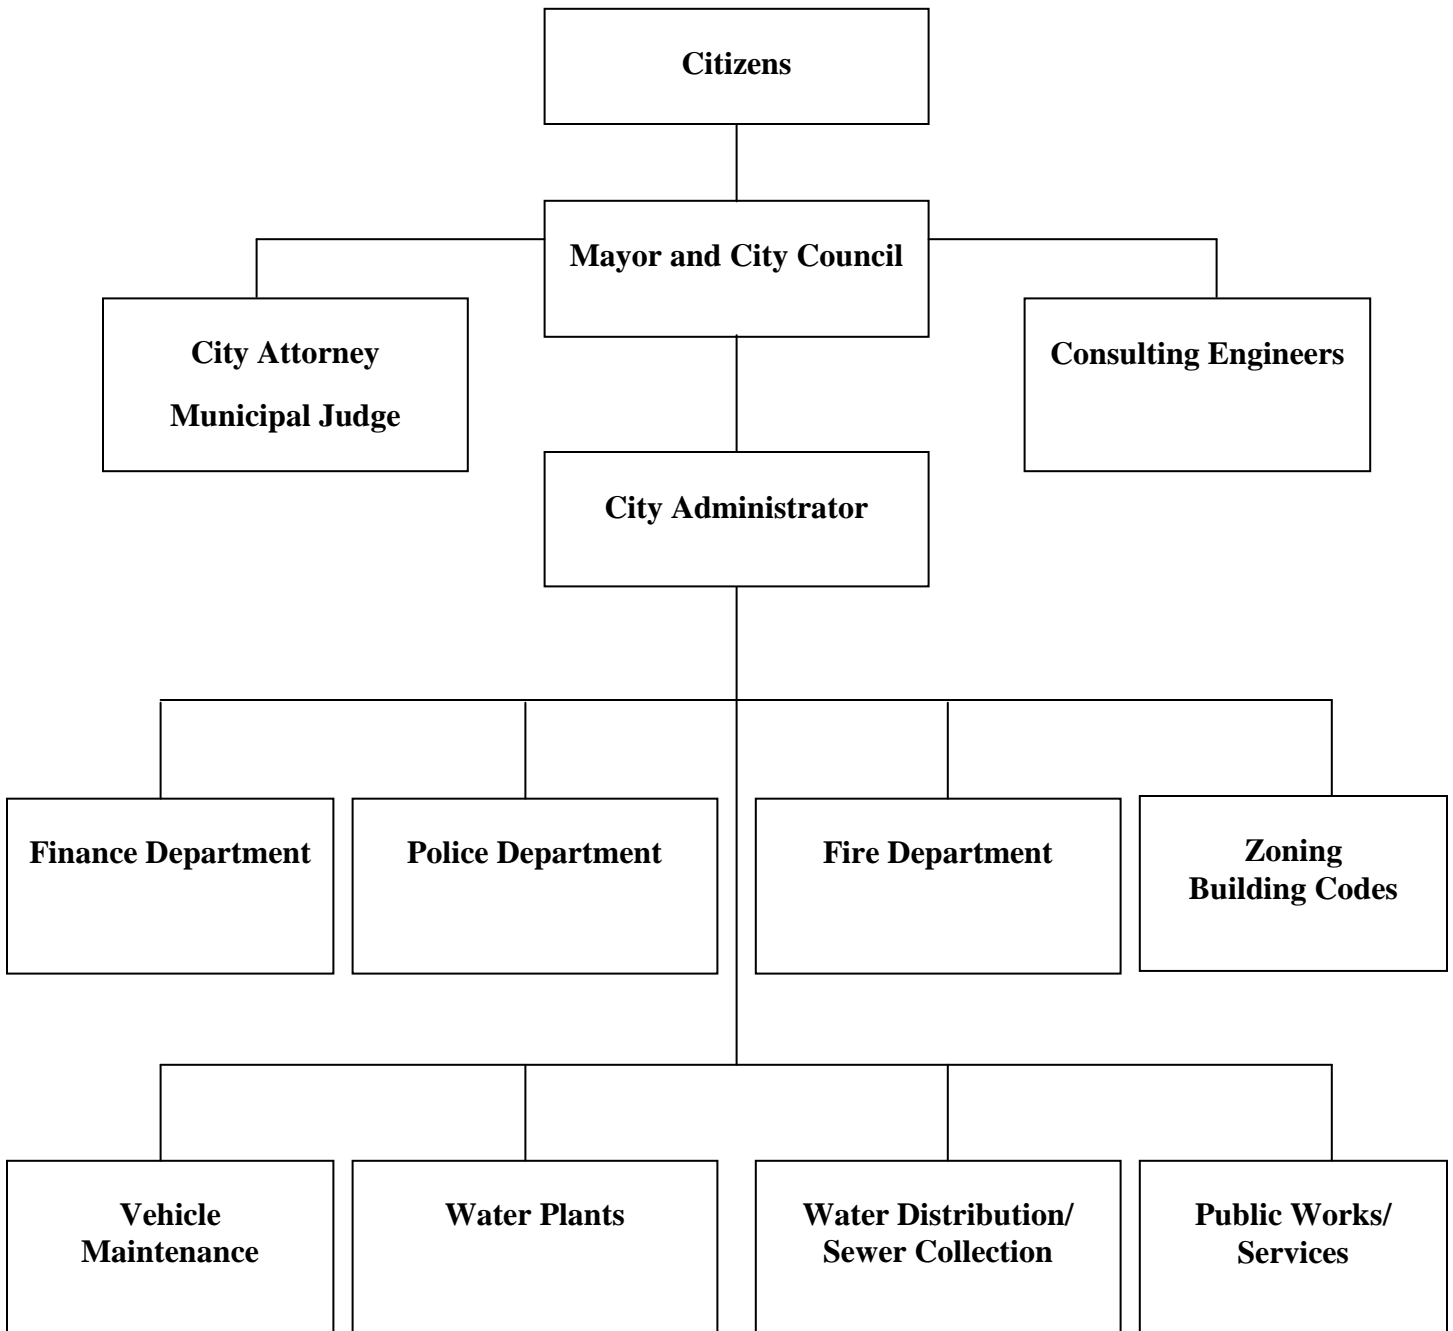 Citizens
Mayor and City Council
City Attorney
Municipal Judge
Consulting Engineers
City Administrator
Finance Department
Police Department
Fire Department
Zoning
Building Codes
Vehicle
Maintenance
Water Plants
Water Distribution/
Sewer Collection
Public Works/
Services